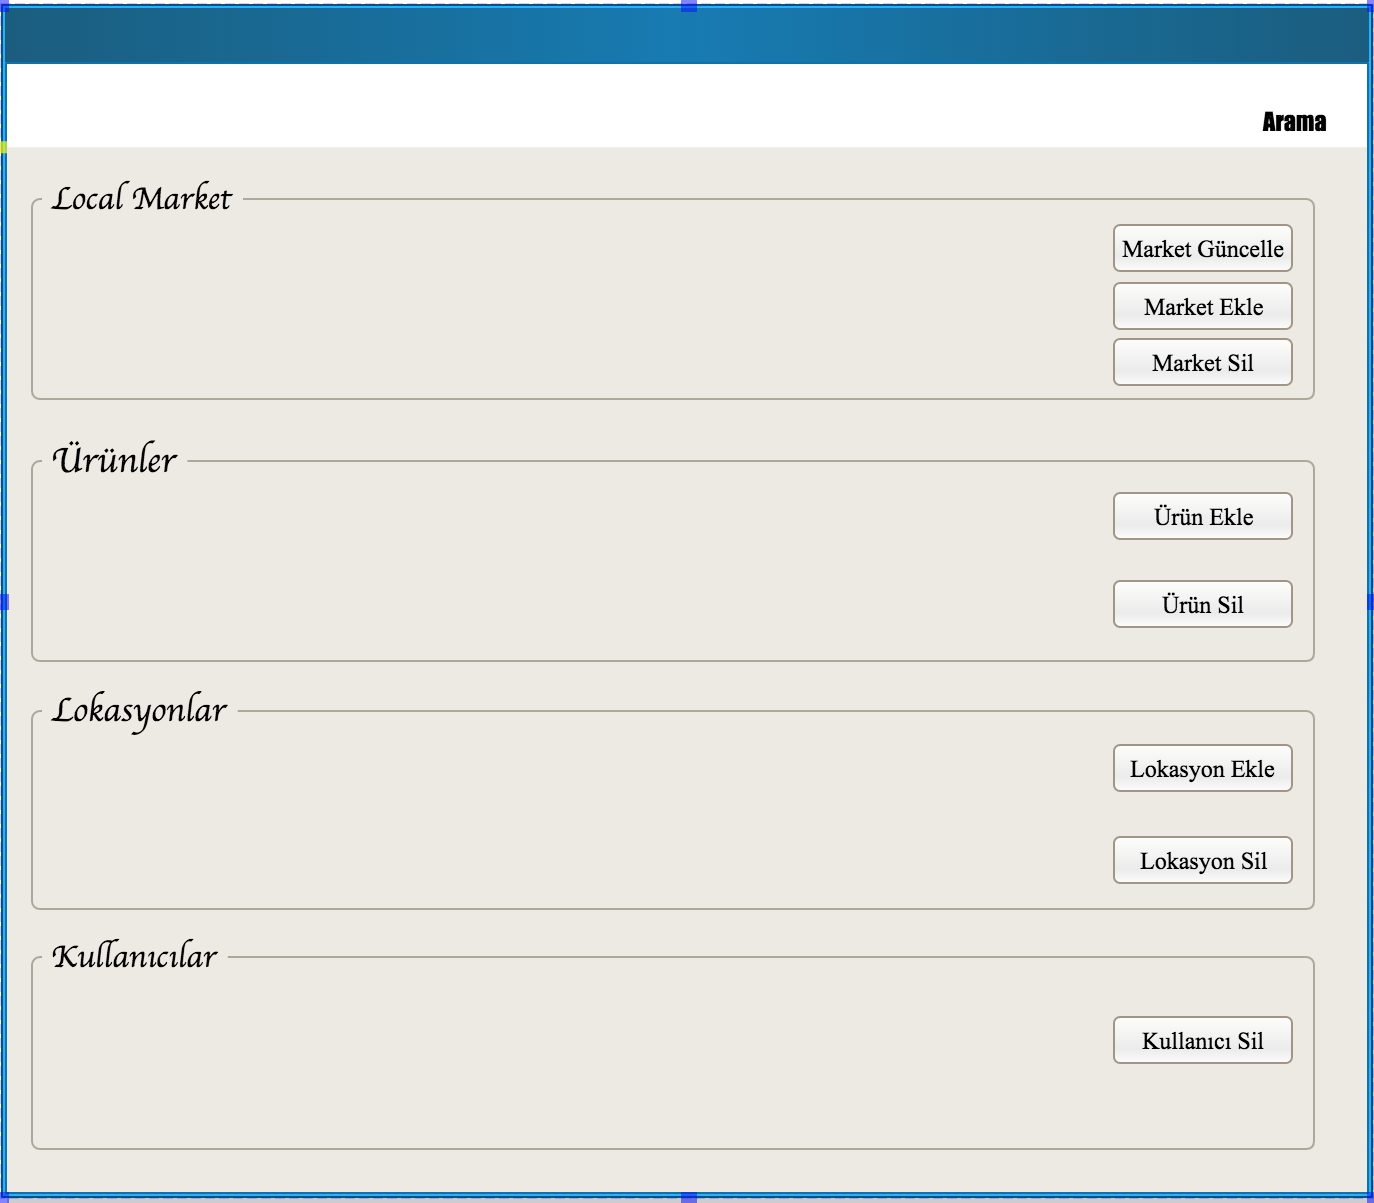 Arama
Local Market
Market Güncelle
Market Ekle
Market Sil
Ürünler
Ürün Ekle
Ürün Sil
Lokasyonlar
Lokasyon Ekle
Lokasyon Sil
Kullanıcılar
Kullanıcı Sil